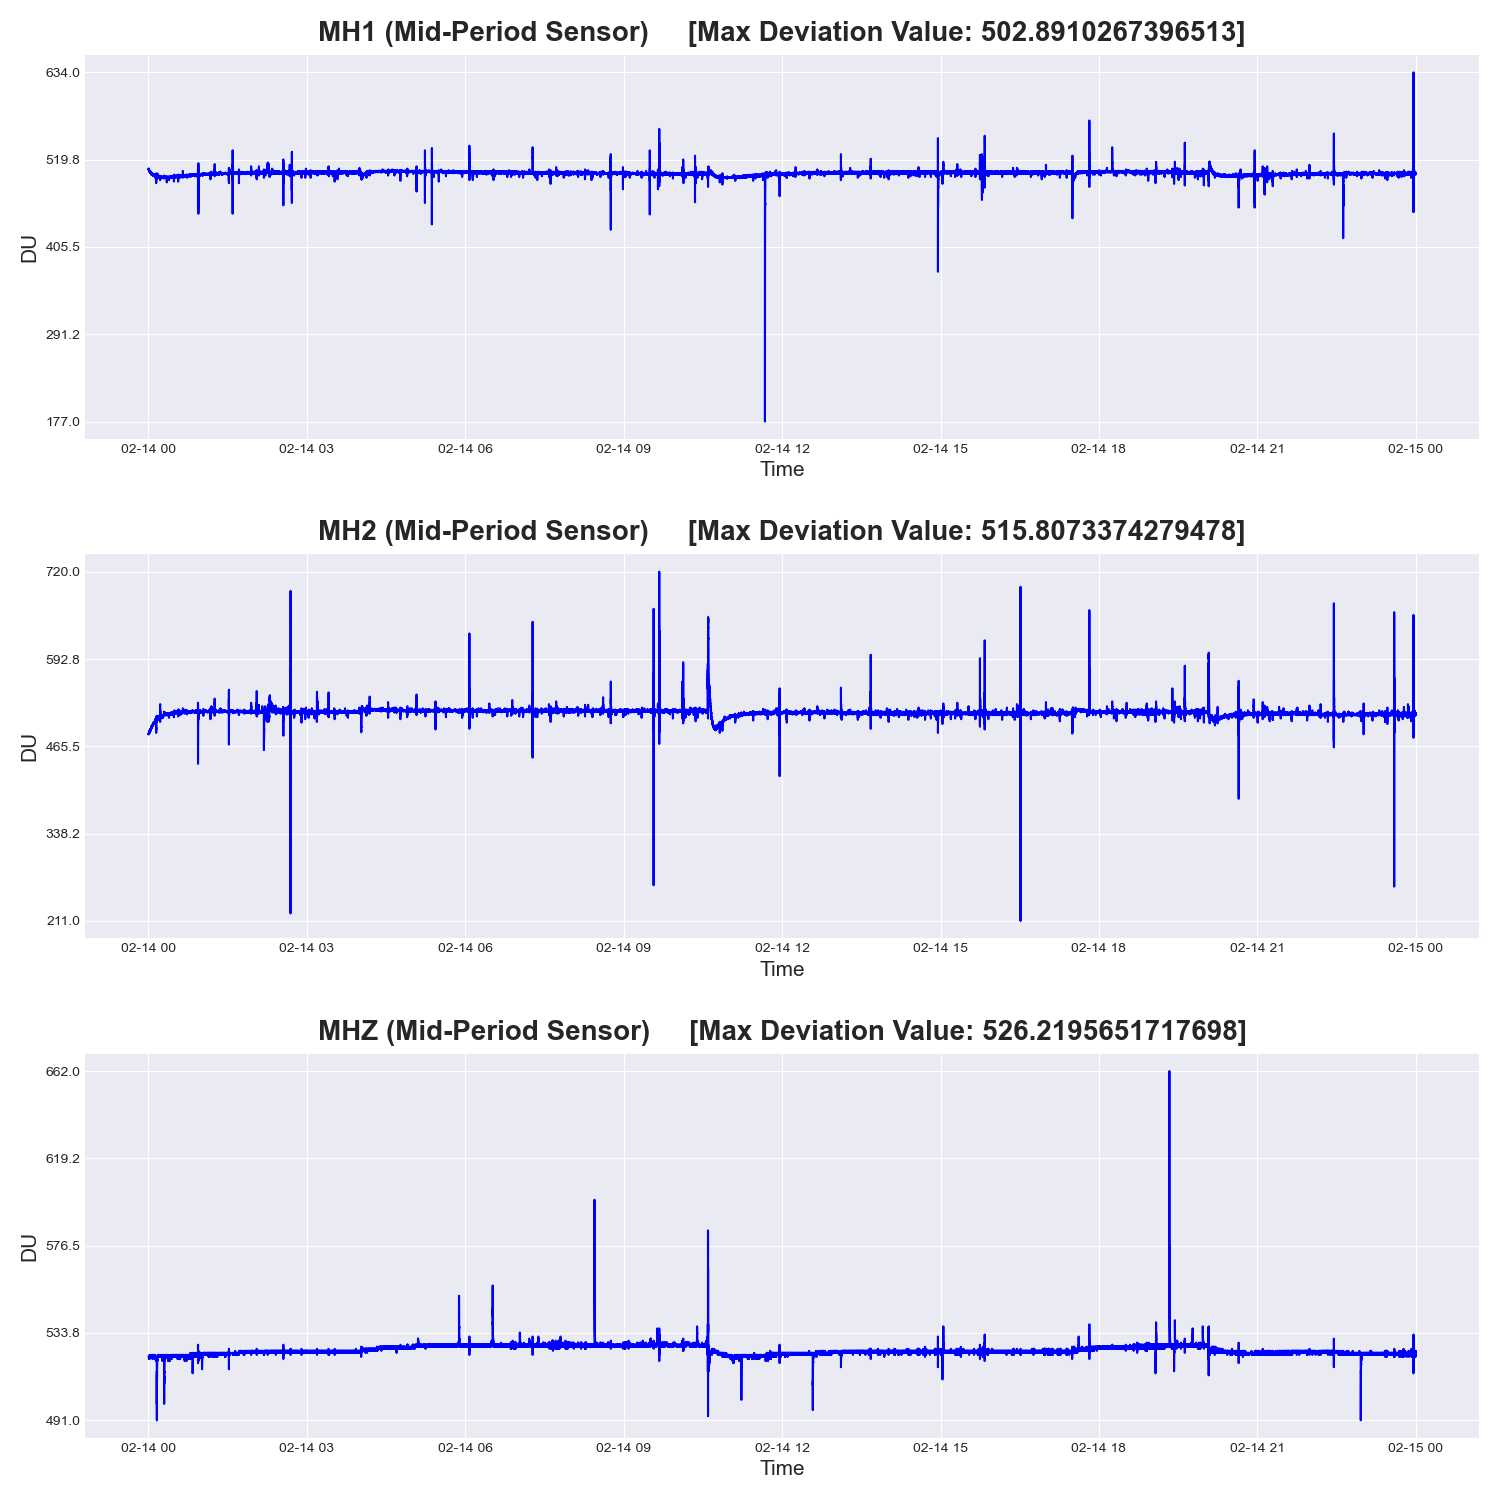 MH1 (Mid-Period Sensor) [Max Deviation Value: 502.8910267396513]
634.0
519.8
405.5
291.2
177.0
DU
02-14 00 02-14 03 02-14 06 02-14 09 02-14 12 02-14 15 02-14 18 02-14 21 02-15 00
Time
MH2 (Mid-Period Sensor) [Max Deviation Value: 515.8073374279478]
720.0
592.8
465.5
338.2
211.0
DU
02-14 00 02-14 03 02-14 06 02-14 09 02-14 12 02-14 15 02-14 18 02-14 21 02-15 00
Time
MHZ (Mid-Period Sensor) [Max Deviation Value: 526.2195651717698]
662.0
619.2
576.5
533.8
491.0
DU
02-14 00 02-14 03 02-14 06 02-14 09 02-14 12 02-14 15 02-14 18 02-14 21 02-15 00
Time